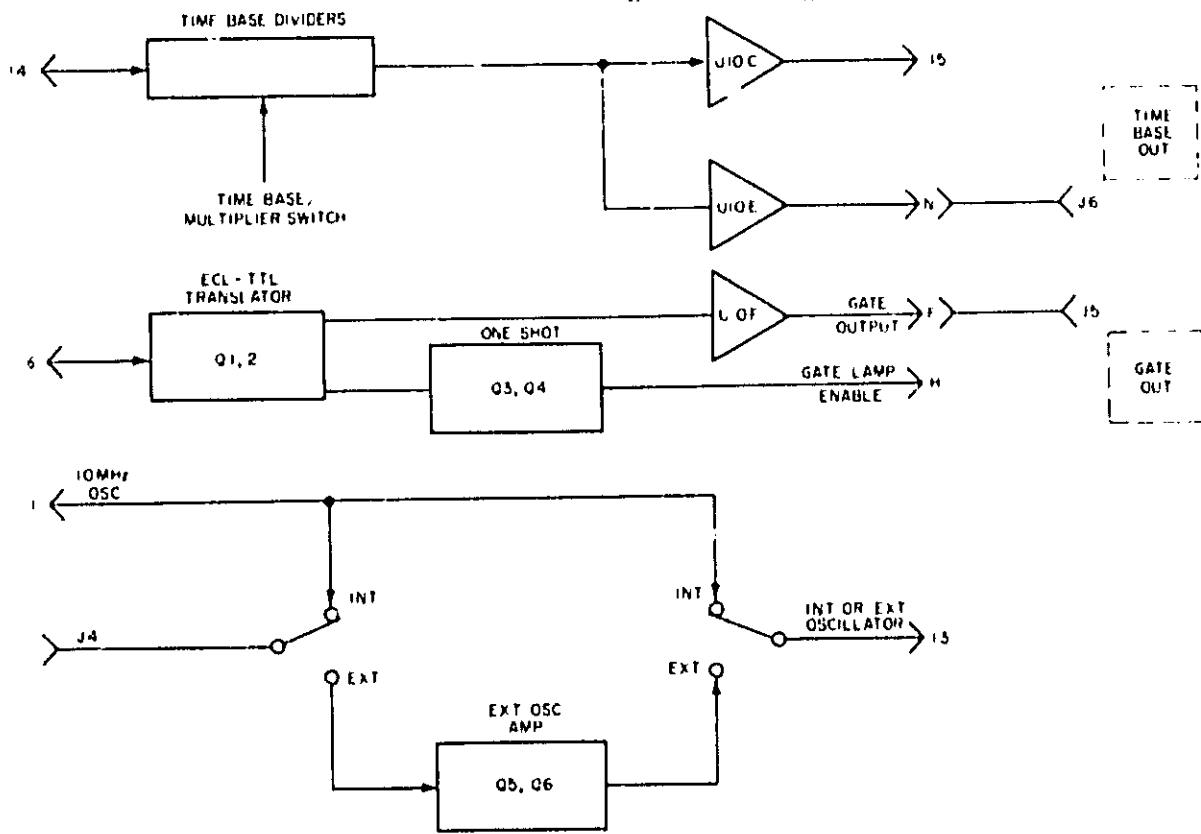 TIME BASE DIVIDERS
14
U10C
15
TIME
BASE
OUT
TIME BASE,
MULTIPLIER SWITCH
U10E
N
J6
ECL-TTL
TRANSLATOR
Q1, 2
6
ONE SHOT
Q3, Q4
GATE
OUTPUT
F
J5
GATE LAMP
ENABLE
H
GATE
OUT
10MHz
OSC
1
INT
INT
J4
INT OR EXT
OSCILLATOR
13
EXT
EXT
EXT OSC
AMP
Q5, Q6